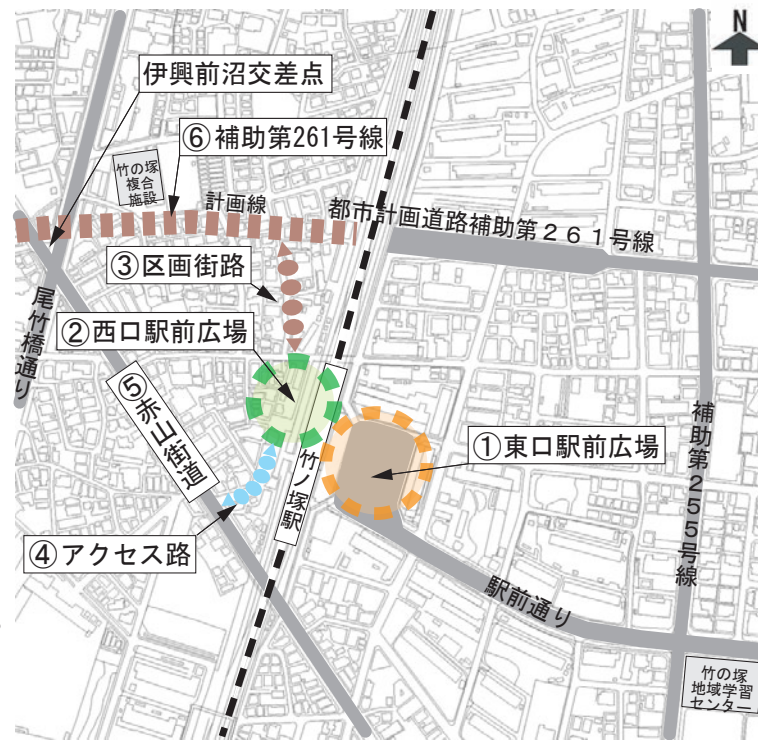 N
伊興前沼交差点
⑥補助第261号線
竹の塚
複合
施設
計画線
都市計画道路補助第261号線
③区画街路
尾竹橋通り
②西口駅前広場
⑤赤山街道
①東口駅前広場
補助第255号線
竹ノ塚駅
④アクセス路
駅前通り
竹の塚
地域学習
センター